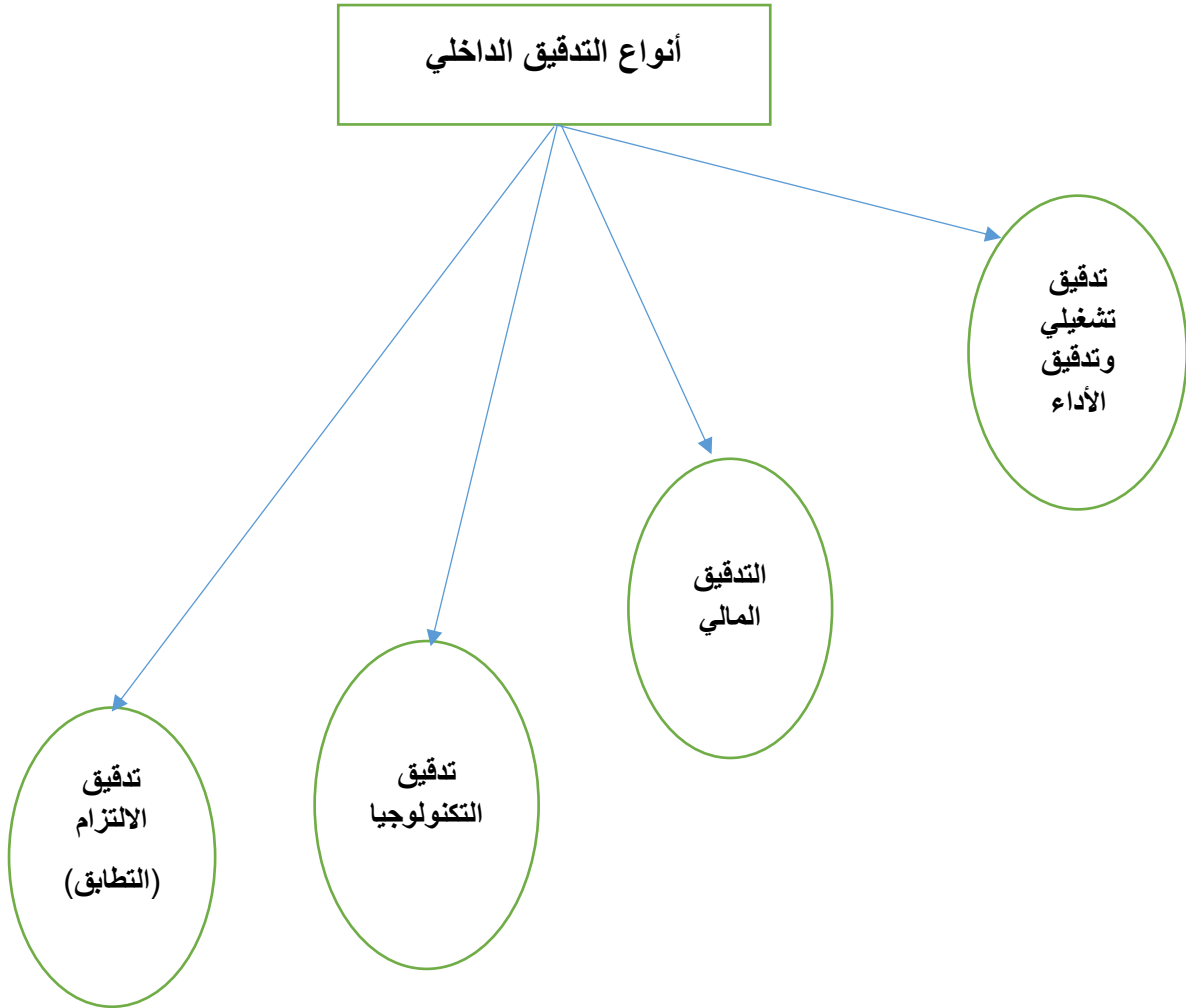 أنواع التدقيق الداخلي
تدقيق
تشغيلي
وتدقيق
الأداء
التدقيق
المالي
تدقيق
التكنولوجيا
تدقيق
الالتزام
(التطابق)